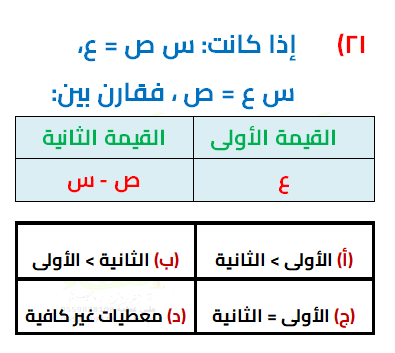 ٢١) إذا كانت: س ص = ع،
س ع = ص ، فقارن بين:
القيمة الأولى القيمة الثانية
ع ص - س
(أ) الأولى > الثانية (ب) الثانية > الأولى
(ج) الأولى = الثانية (د) معطيات غير كافية